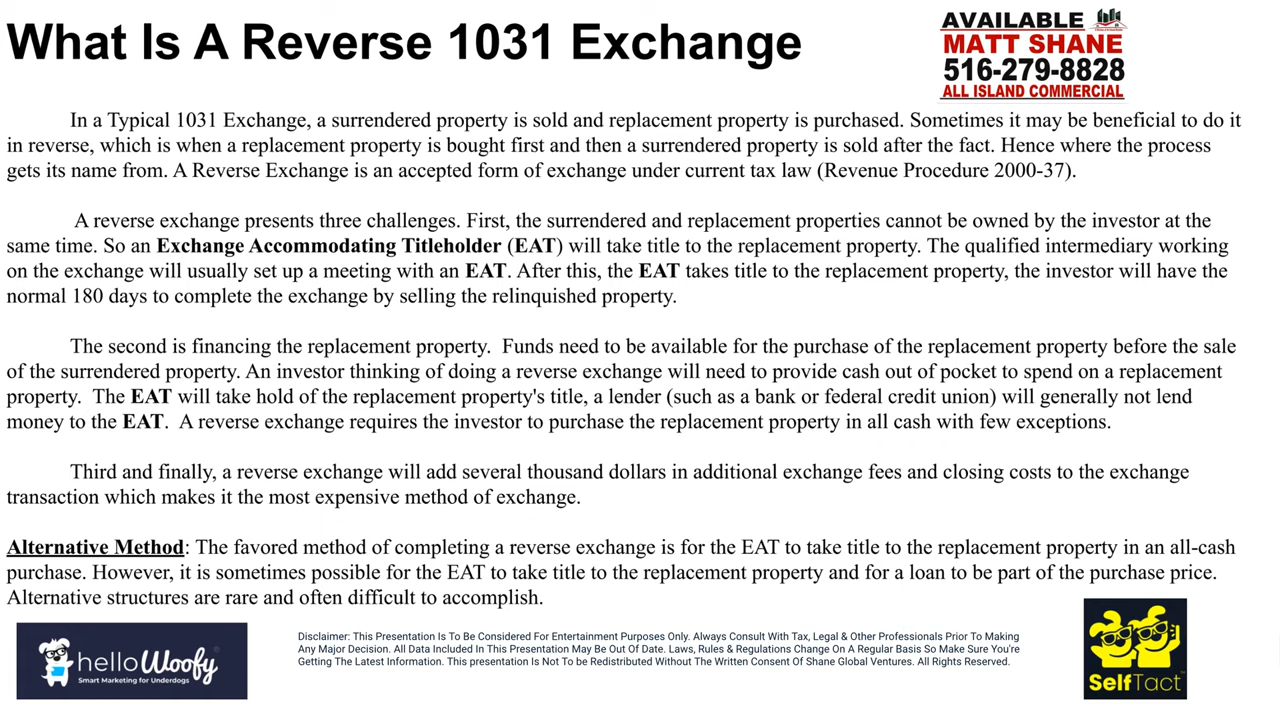 What Is A Reverse 1031 Exchange
AVAILABLE
MATT SHANE
516-279-8828
ALL ISLAND COMMERCIAL
In a Typical 1031 Exchange, a surrendered property is sold and replacement property is purchased. Sometimes it may be beneficial to do it
in reverse, which is when a replacement property is bought first and then a surrendered property is sold after the fact. Hence where the process
gets its name from. A Reverse Exchange is an accepted form of exchange under current tax law (Revenue Procedure 2000-37).
A reverse exchange presents three challenges. First, the surrendered and replacement properties cannot be owned by the investor at the
same time. So an Exchange Accommodating Titleholder (EAT) will take title to the replacement property. The qualified intermediary working
on the exchange will usually set up a meeting with an EAT. After this, the EAT takes title to the replacement property, the investor will have the
normal 180 days to complete the exchange by selling the relinquished property.
The second is financing the replacement property. Funds need to be available for the purchase of the replacement property before the sale
of the surrendered property. An investor thinking of doing a reverse exchange will need to provide cash out of pocket to spend on a replacement
property. The EAT will take hold of the replacement property's title, a lender (such as a bank or federal credit union) will generally not lend
money to the EAT. A reverse exchange requires the investor to purchase the replacement property in all cash with few exceptions.
Third and finally, a reverse exchange will add several thousand dollars in additional exchange fees and closing costs to the exchange
transaction which makes it the most expensive method of exchange.
Alternative Method: The favored method of completing a reverse exchange is for the EAT to take title to the replacement property in an all-cash
purchase. However, it is sometimes possible for the EAT to take title to the replacement property and for a loan to be part of the purchase price.
Alternative structures are rare and often difficult to accomplish.
hello Woofy
Smart Marketing for Underdogs
Disclaimer: This Presentation Is To Be Considered For Entertainment Purposes Only. Always Consult With Tax, Legal & Other Professionals Prior To Making
Any Major Decision. All Data Included In This Presentation May Be Out Of Date. Laws, Rules & Regulations Change On A Regular Basis So Make Sure You're
Getting The Latest Information. This presentation Is Not To Be Redistributed Without The Written Consent Of Shane Global Ventures. All Rights Reserved.
SelfTact